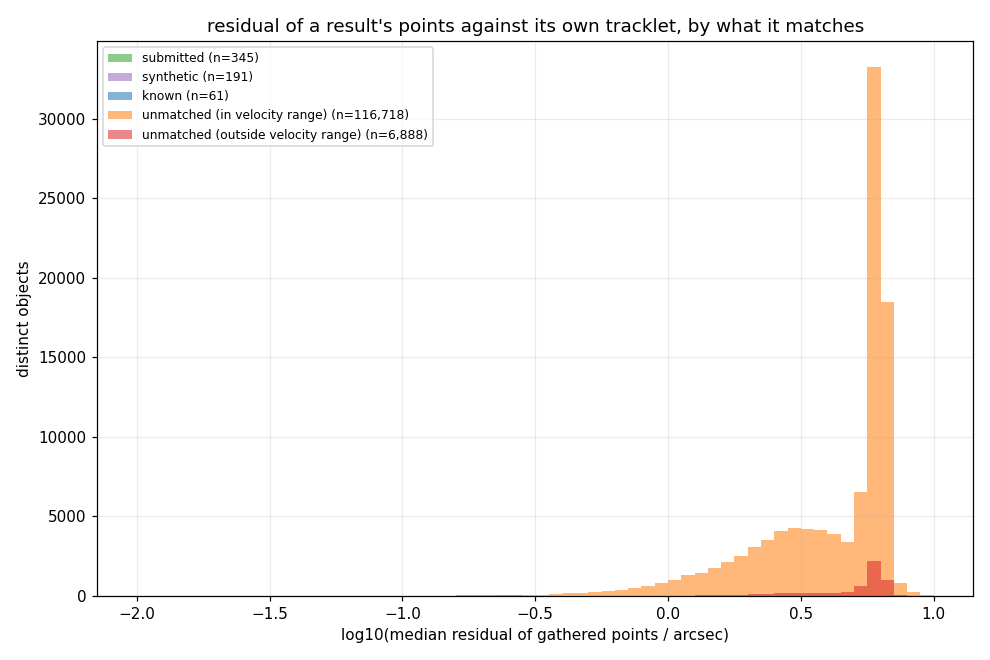 residual of a result's points against its own tracklet, by what it matches
submitted (n=345)
synthetic (n=191)
known (n=61)
unmatched (in velocity range) (n=116,718)
unmatched (outside velocity range) (n=6,888)
distinct objects
30000
25000
20000
15000
10000
5000
0
−2.0 −1.5 −1.0 −0.5 0.0 0.5 1.0
log10(median residual of gathered points / arcsec)